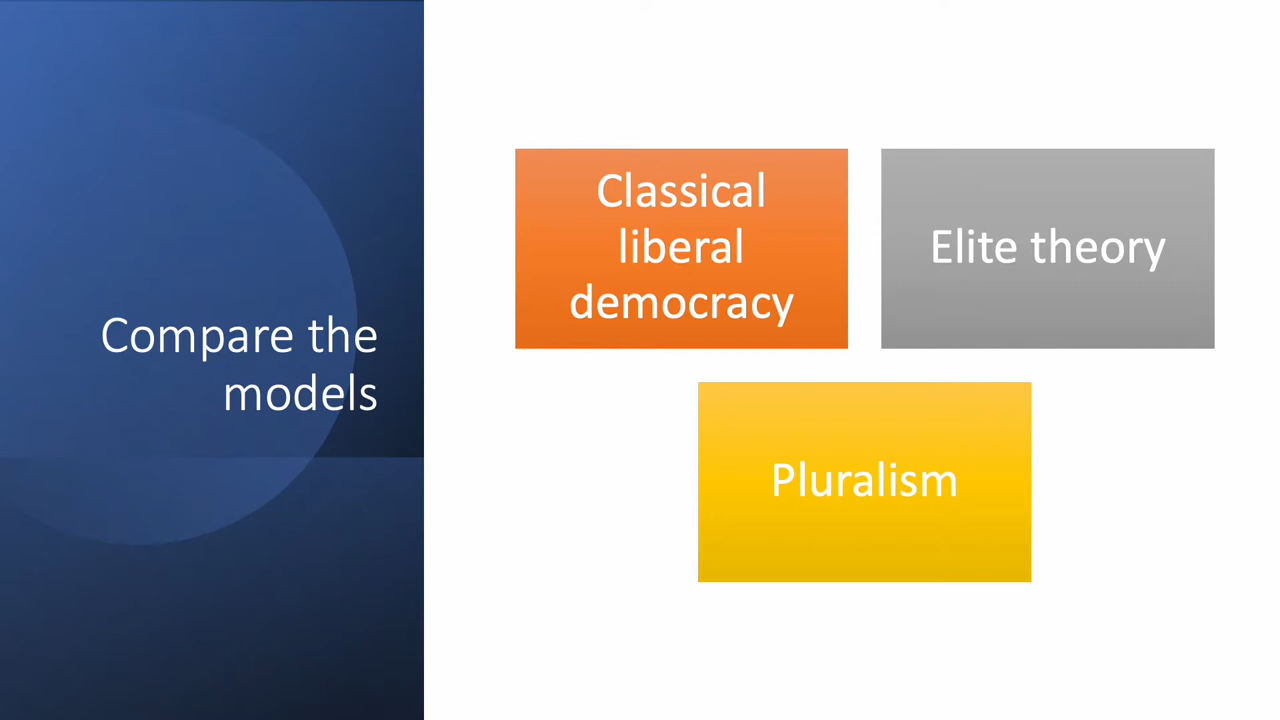 Compare the
models
Classical
liberal
democracy
Elite theory
Pluralism